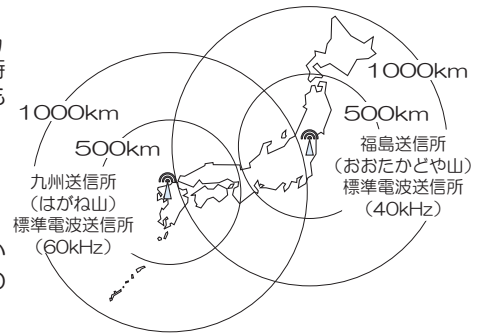 1000km
500km
九州送信所
(はがね山)
標準電波送信所
(60kHz)
1000km
500km
福島送信所
(おおたかどや山)
標準電波送信所
(40kHz)